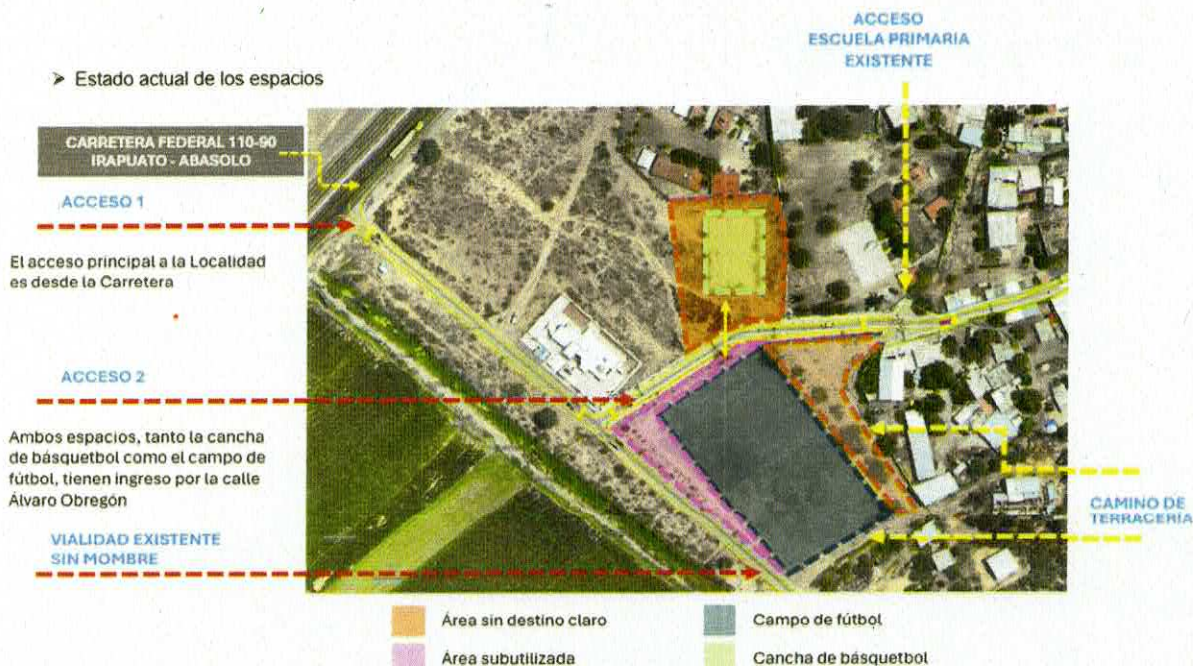 ACCESO
ESCUELA PRIMARIA
EXISTENTE
➤ Estado actual de los espacios
CARRETERA FEDERAL 110-90
IRAPUATO - ABASOLO
ACCESO 1
El acceso principal a la Localidad
es desde la Carretera
ACCESO 2
Ambos espacios, tanto la cancha
de básquetbol como el campo de
fútbol, tienen ingreso por la calle
Álvaro Obregón
VIALIDAD EXISTENTE
SIN MOMBRE
CAMINO DE
TERRACERÍA
Área sin destino claro
Campo de fútbol
Área subutilizada
Cancha de básquetbol